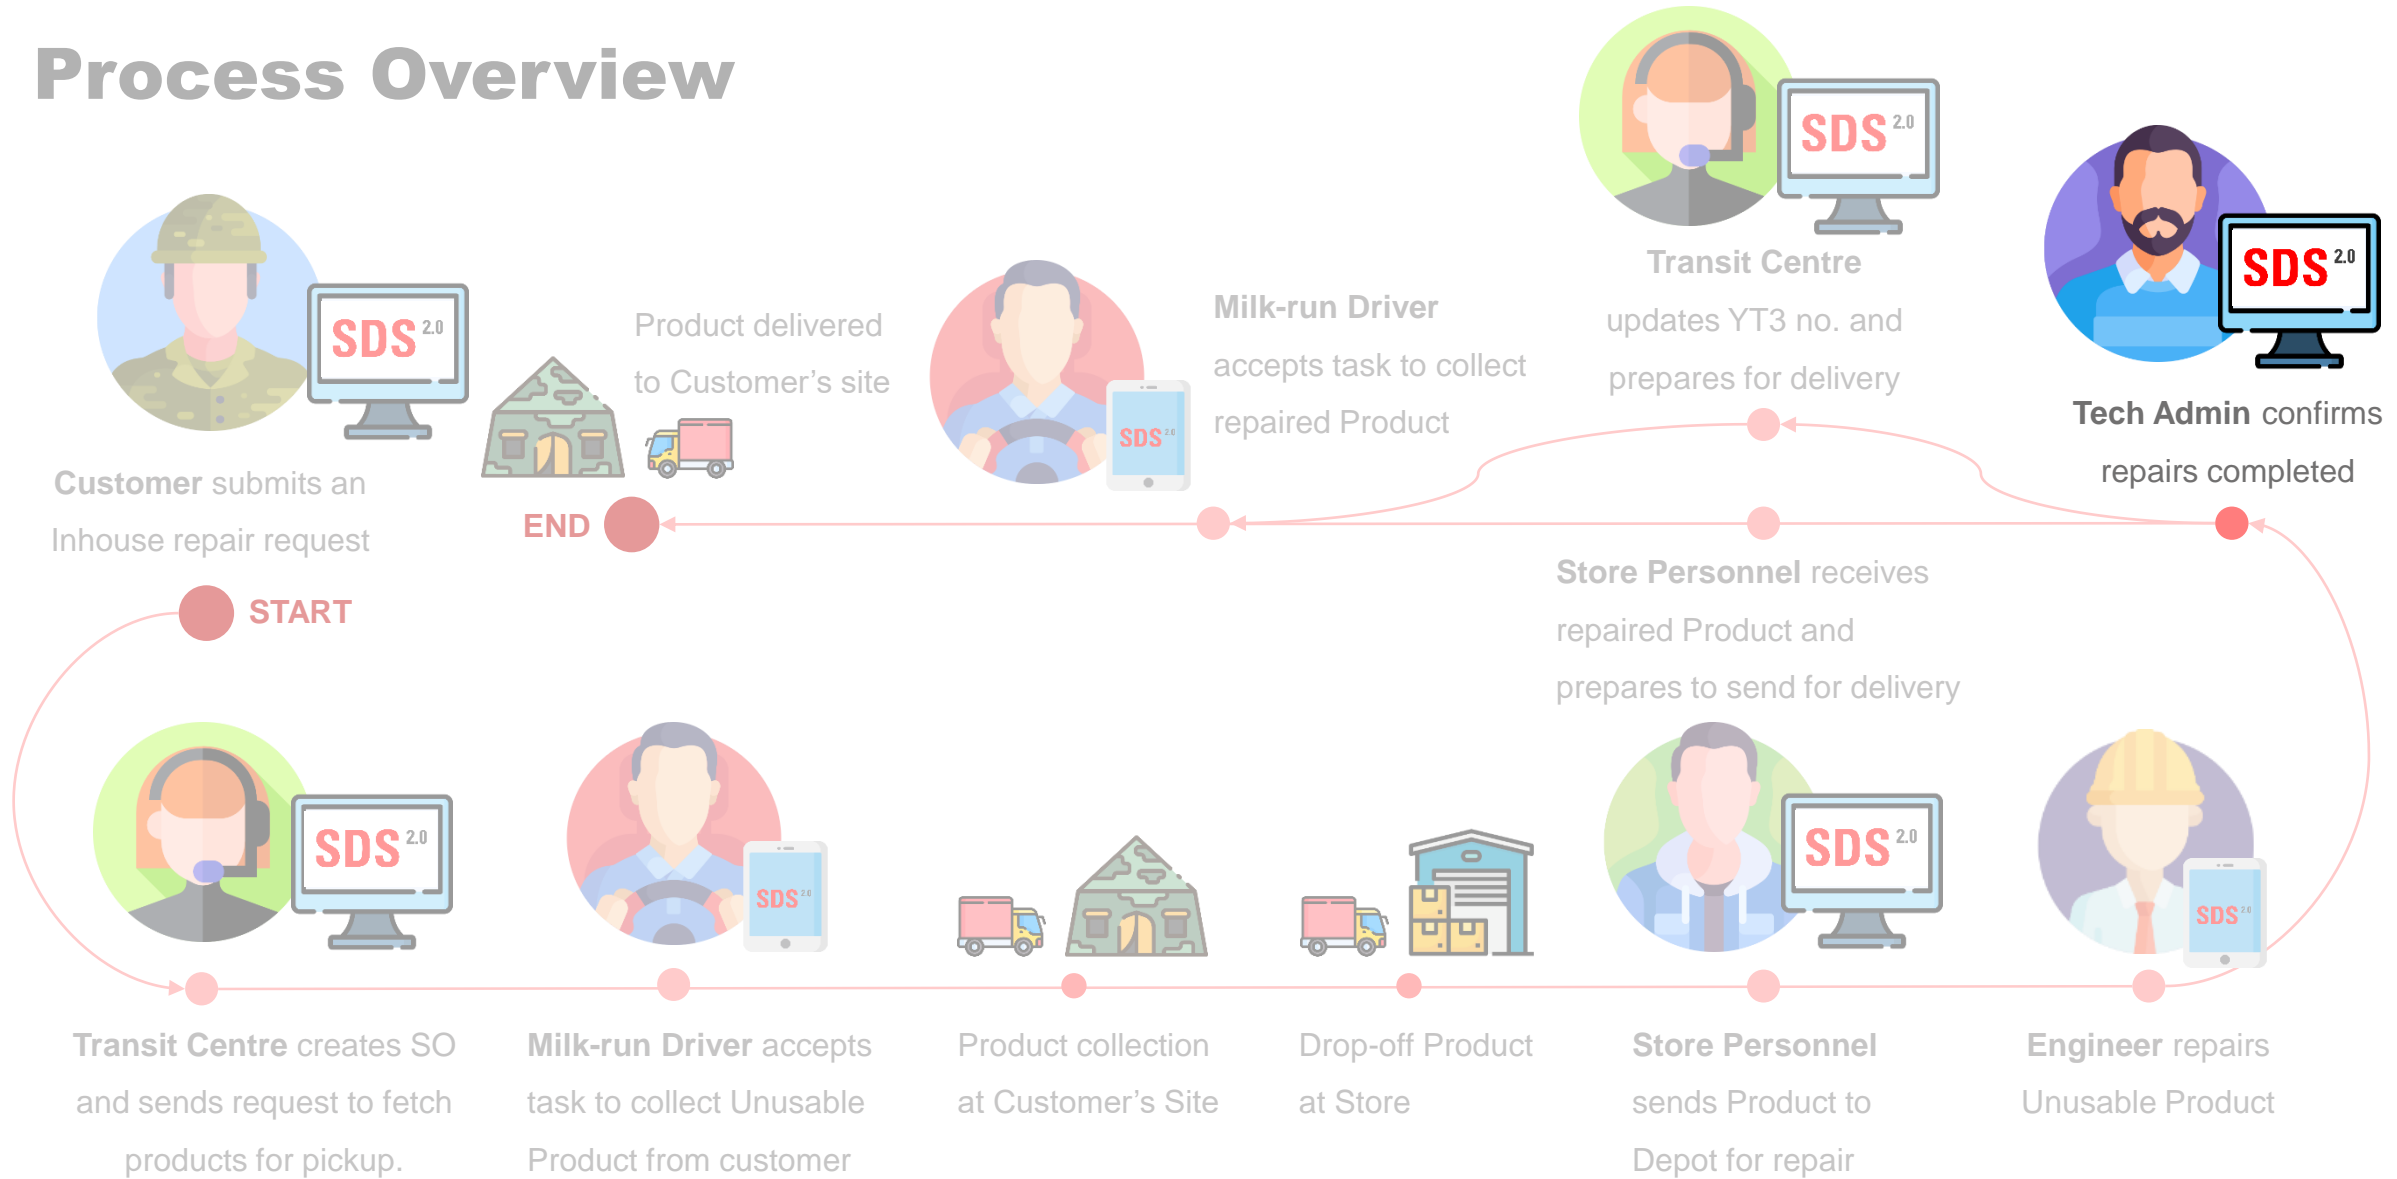 Process Overview
SDS 2.0
Customer submits an
Inhouse repair request
START
SDS 2.0
Transit Centre creates SO
and sends request to fetch
products for pickup.
SDS 2.0
Milk-run Driver accepts
task to collect Unusable
Product from customer
Product collection
at Customer’s Site
Drop-off Product
at Store
SDS 2.0
Store Personnel
sends Product to
Depot for repair
SDS 2.0
Engineer repairs
Unusable Product
SDS 2.0
Tech Admin confirms
repairs completed
SDS 2.0
Transit Centre
updates YT3 no. and
prepares for delivery
Store Personnel receives
repaired Product and
prepares to send for delivery
SDS 2.0
Milk-run Driver
accepts task to collect
repaired Product
Product delivered
to Customer’s site
END